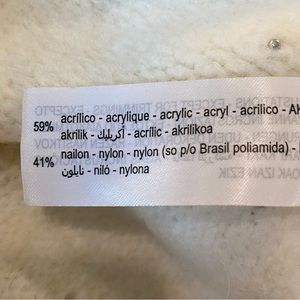 59% acrílico - acrylique - acrylic - acryl - acrilico - 
akrilik - أكريليك - acrílic - akrilikoa
41% nailon - nylon - nylon (so p/o Brasil poliamida) -
نايلون - niló - nylona